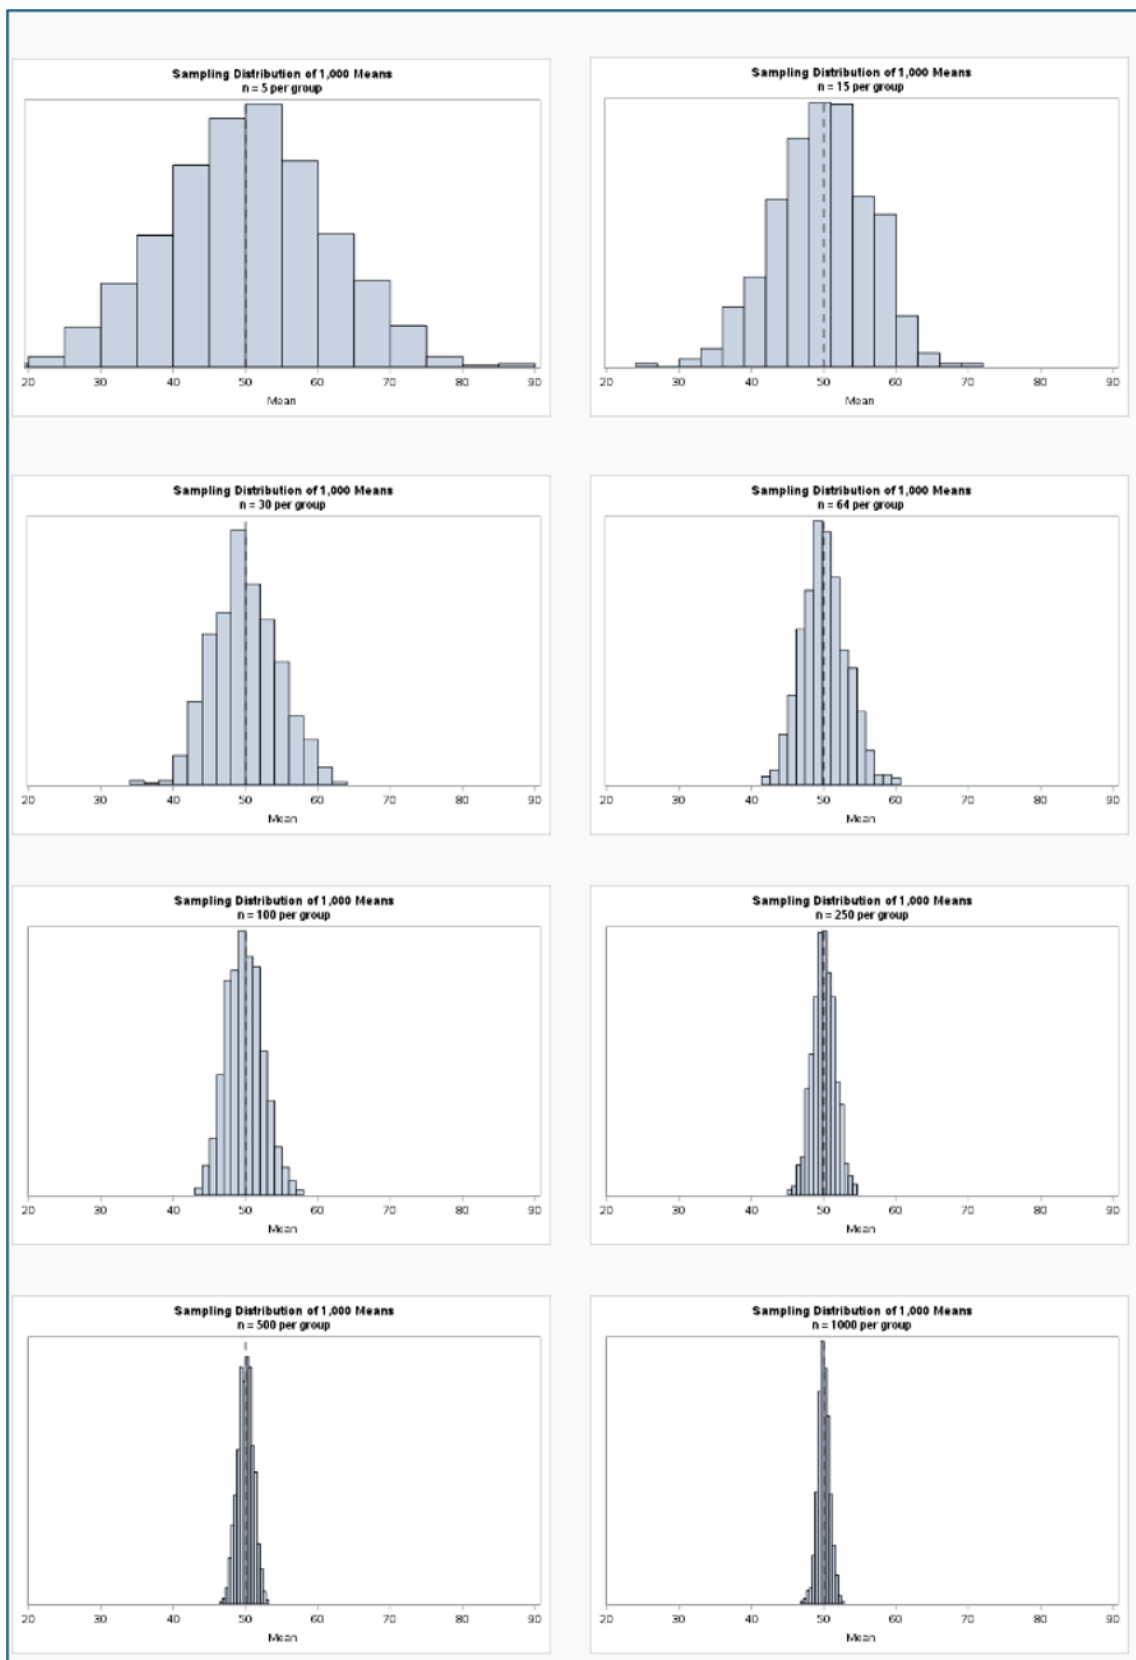 Sampling Distribution of 1,000 Means
n = 5 per group
20 30 40 50 60 70 80 90
Mean
Sampling Distribution of 1,000 Means
n = 15 per group
20 30 40 50 60 70 80 90
Mean
Sampling Distribution of 1,000 Means
n = 30 per group
20 30 40 50 60 70 80 90
Mean
Sampling Distribution of 1,000 Means
n = 64 per group
20 30 40 50 60 70 80 90
Mean
Sampling Distribution of 1,000 Means
n = 100 per group
20 30 40 50 60 70 80 90
Mean
Sampling Distribution of 1,000 Means
n = 250 per group
20 30 40 50 60 70 80 90
Mean
Sampling Distribution of 1,000 Means
n = 500 per group
20 30 40 50 60 70 80 90
Mean
Sampling Distribution of 1,000 Means
n = 1000 per group
20 30 40 50 60 70 80 90
Mean